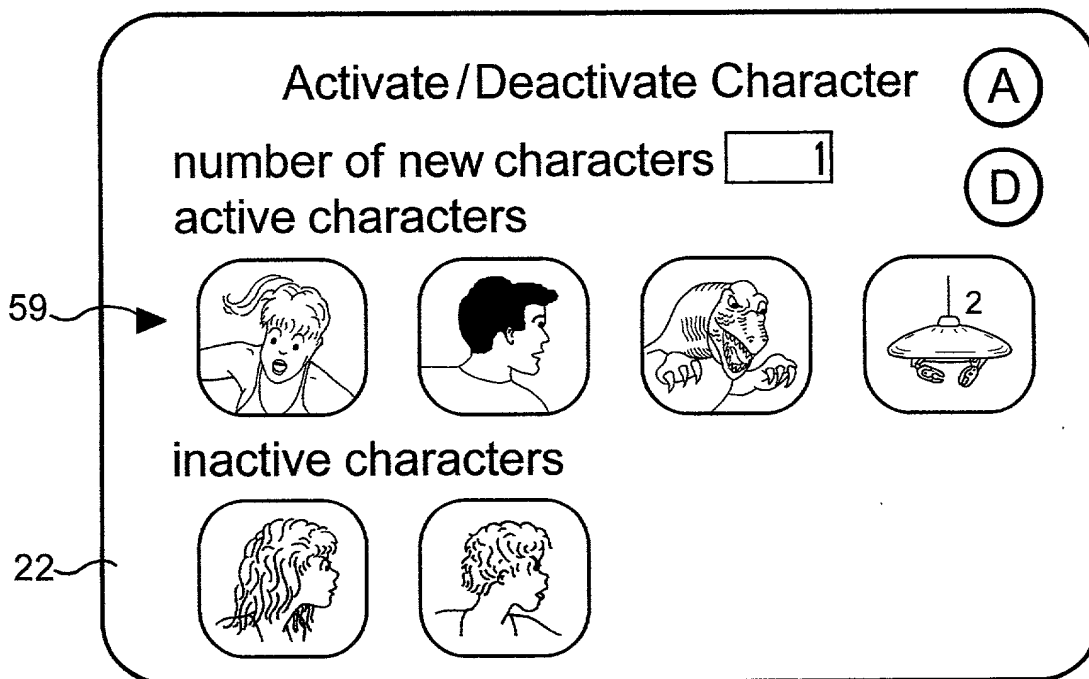 Activate/Deactivate Character A
number of new characters 1
D
active characters
59
2
inactive characters
22